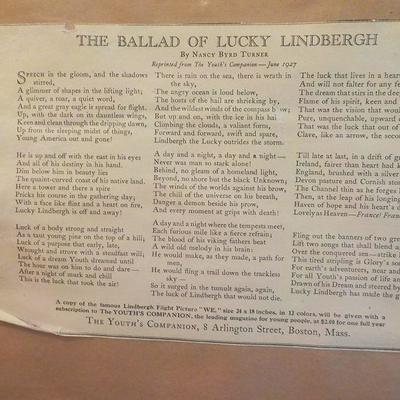 THE BALLAD OF LUCKY LINDBERGH
By NANCY BYRD TURNER
Reprinted from The Youth's Companion—June 1927
SPEECH in the gloom, and the shadows
stirred,
A glimmer of shapes in the lifting light;
A quiver, a roar, a quiet word,
And a great gray eagle is spread for flight.
Up, with the dark on its dauntless wings,
Keen and clean through the dripping dawn,
Up from the sleeping midst of things,
Young America out and gone!
He is up and off with the east in his eyes
And all of his destiny in his hand.
Dim below him in beauty lies
The quaint-curved coast of his native land.
Here a tower and there a spire
Pricks his course in the gathering day;
With a face like flint and a heart on fire,
Lucky Lindbergh is off and away!
Luck of a body strong and straight
As a taut young pine on the top of a hill,
Luck of a purpose that early, late,
Wrought and strove with a steadfast will;
Luck of a dream Youth dreamed until
The hour was on him to do and dare—
After a night of murk and chill
This is the luck that took the air!
There is rain on the sea, there is wrath in
the sky,
The angry ocean is loud below,
The boats of the hail are shrieking by,
And the wildest winds of the compass blow;
But up and on, with the ice in his hair
Climbing the clouds, a valiant form,
Forward and forward, swift and spare,
Lindbergh the Lucky outrides the storm.
A day and a night, a day and a night—
Never was man to stark alone!
Behind, no gleam of a homeland light,
Beyond, no shore but the black Unknown,
The winds of the worlds against his brow,
The chill of the universe on his breath,
Danger a demon beside his prow,
And every moment at grips with death!
A day and a night where the tempests meet,
Each furious mile like a fierce refrain;
The blood of his viking fathers beat
A wild old melody in his brain:
He would make, as they made, a path for
men,
He would fling a trail down the trackless
sky—
So it surged in the tumult again, again,
The luck of Lindbergh that would not die.
The luck that lives in a hear
And will not falter for any fe
The dream that stirs in the deep
Flame of his spirit, keen and
That was the vision that would
Pure, unquenchable, upward
That was the luck that out of
Clear, like an arrow, the secon
Till late at last, in a drift of g
Ireland, fairer than heart had k
England, brushed with a silver
Devon pasture and Cornish ston
The Channel thin as he forges
Then, at the leap of his longing
Haven of hope and his heart's d
Lovely as Heaven—France! Fran
Fling out the banners of two gre
Lift two songs that shall blend a
Over the conquered sea—strike
This tired stripling in Glory's so
For earth's adventurers, near and
For all Youth's passion of life an
Drawn of his Dream and steered by
Lucky Lindbergh has made the g
A copy of the famous Lindbergh Flight Picture "WE," size 24 x 18 inches, in 12 colors, will be given with a
subscription to The YOUTH'S COMPANION, the leading magazine for young people, at $2.00 for one full year
THE YOUTH'S COMPANION, 8 Arlington Street, Boston, Mass.